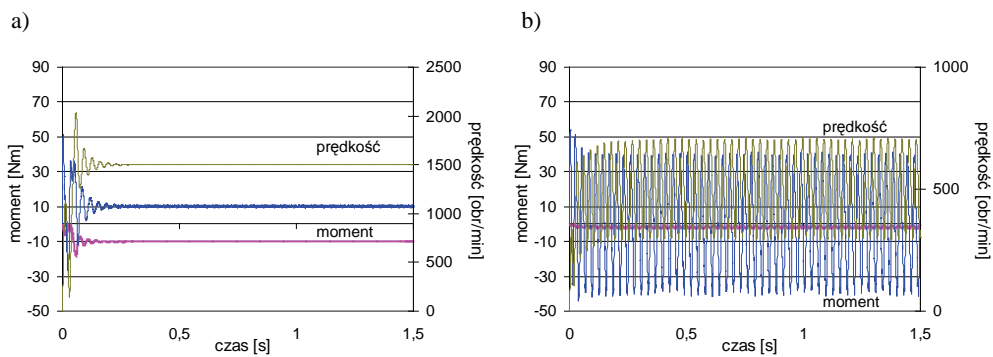 a)
90
70
50
30
10
-10
-30
-50
moment [Nm]
2500
2000
1500
1000
500
0
prędkość [obr/min]
prędkość
moment
0
0,5
1
1,5
czas [s]
b)
90
70
50
30
10
-10
-30
-50
moment [Nm]
1000
500
0
prędkość [obr/min]
prędkość
moment
0
0,5
1
1,5
czas [s]